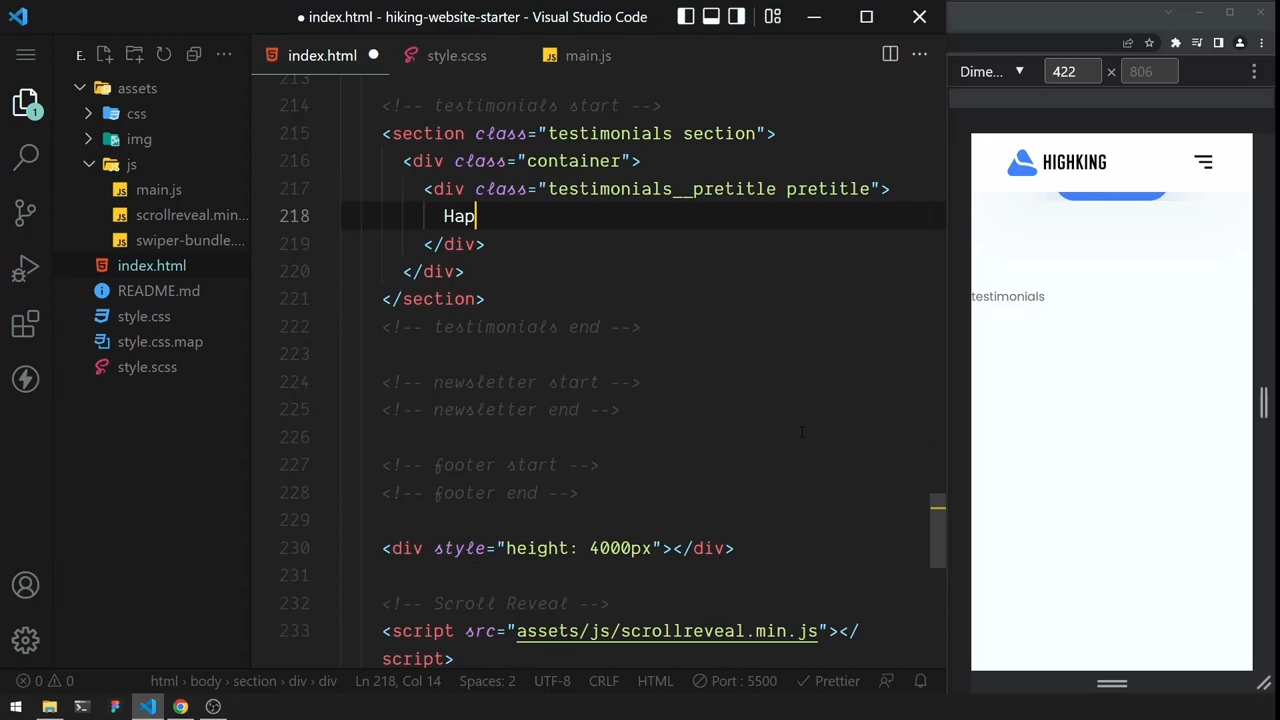 ● index.html - hiking-website-starter - Visual Studio Code
E.
assets
css
img
js
main.js
scrollreveal.min...
swiper-bundle....
index.html
README.md
style.css
style.css.map
style.scss
1
index.html
style.scss
main.js
213
214 <!-- testimonials start -->
215 <section class="testimonials section">
216 <div class="container">
217 <div class="testimonials__pretitle pretitle">
218 Hap
219 </div>
220 </div>
221 </section>
222 <!-- testimonials end -->
223
224 <!-- newsletter start -->
225 <!-- newsletter end -->
226
227 <!-- footer start -->
228 <!-- footer end -->
229
230 <div style="height: 4000px"></div>
231
232 <!-- Scroll Reveal -->
233 <script src="assets/js/scrollreveal.min.js"></
script>
Dime... 422 × 806
HIGHKING
testimonials
0 0 html › body › section › div › div Ln 218, Col 14 Spaces: 2 UTF-8 CRLF HTML Port : 5500 Prettier